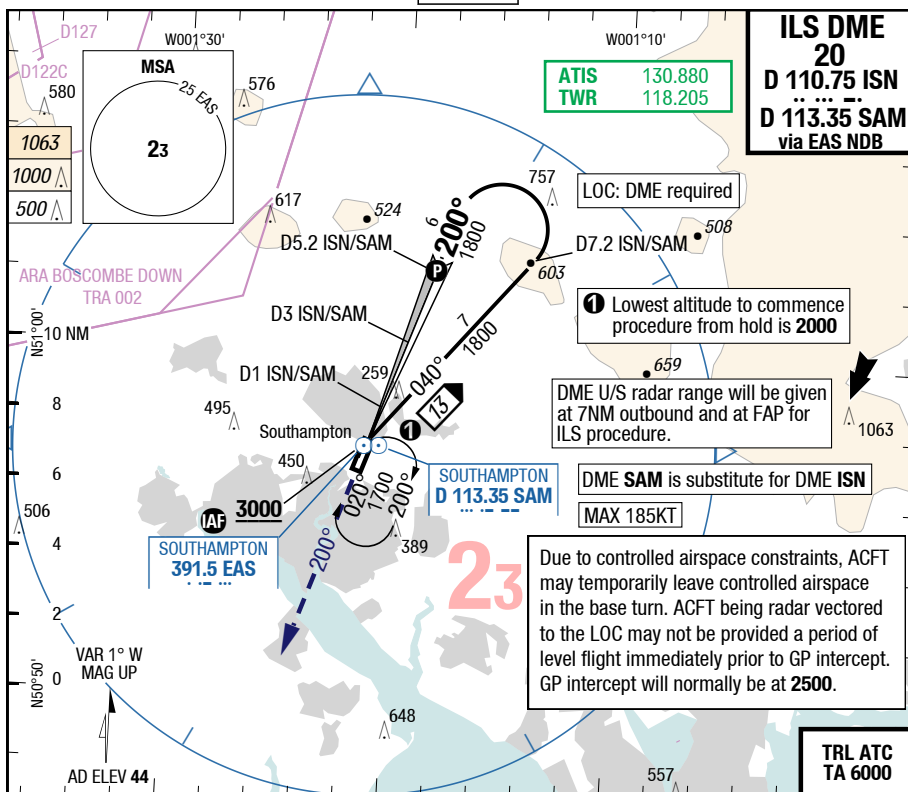 ILS DME
20
D 110.75 ISN
D 113.35 SAM
via EAS NDB
D127
W001°30'
W001°10'
D122C
580
MSA
25 EAS
23
576
ATIS 130.880
TWR 118.205
1063
1000
500
617
524
757
LOC: DME required
D5.2 ISN/SAM
6
200°
1800
D7.2 ISN/SAM
508
603
ARA BOSCOMBE DOWN
TRA 002
D3 ISN/SAM
7
1800
1 Lowest altitude to commence
procedure from hold is 2000
P
N51°00'
10 NM
D1 ISN/SAM
259
040°
13
659
DME U/S radar range will be given
at 7NM outbound and at FAP for
ILS procedure.
1063
8
495
Southampton
1
450
6
SOUTHAMPTON
D 113.35 SAM
DME SAM is substitute for DME ISN
IAF
3000
020°
1700
200°
MAX 185KT
506
4
389
SOUTHAMPTON
391.5 EAS
200°
23
Due to controlled airspace constraints, ACFT
may temporarily leave controlled airspace
in the base turn. ACFT being radar vectored
to the LOC may not be provided a period of
level flight immediately prior to GP intercept.
GP intercept will normally be at 2500.
2
VAR 1° W
MAG UP
0
N50°50'
648
AD ELEV 44
557
TRL ATC
TA 6000